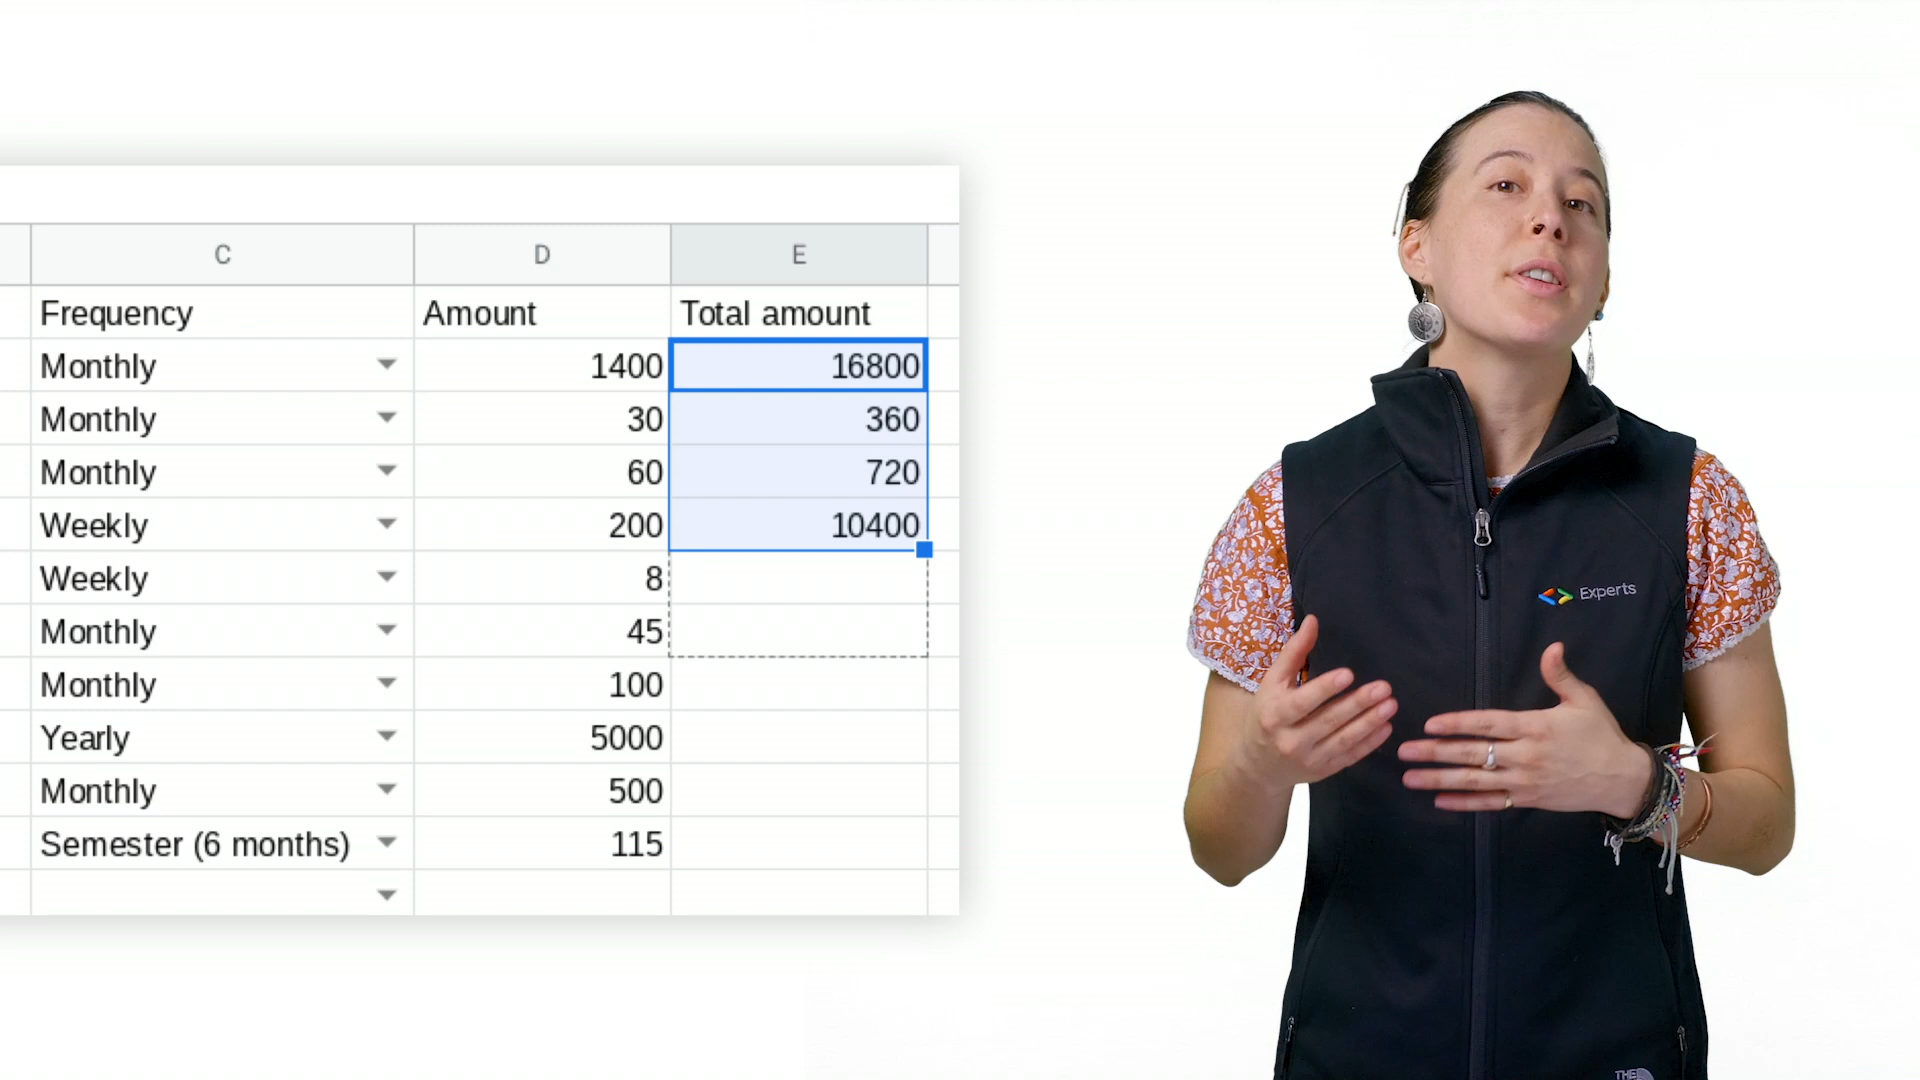 C D E
Frequency Amount Total amount
Monthly 1400 16800
Monthly 30 360
Monthly 60 720
Weekly 200 10400
Weekly 8
Monthly 45
Monthly 100
Yearly 5000
Monthly 500
Semester (6 months) 115
Experts
THE